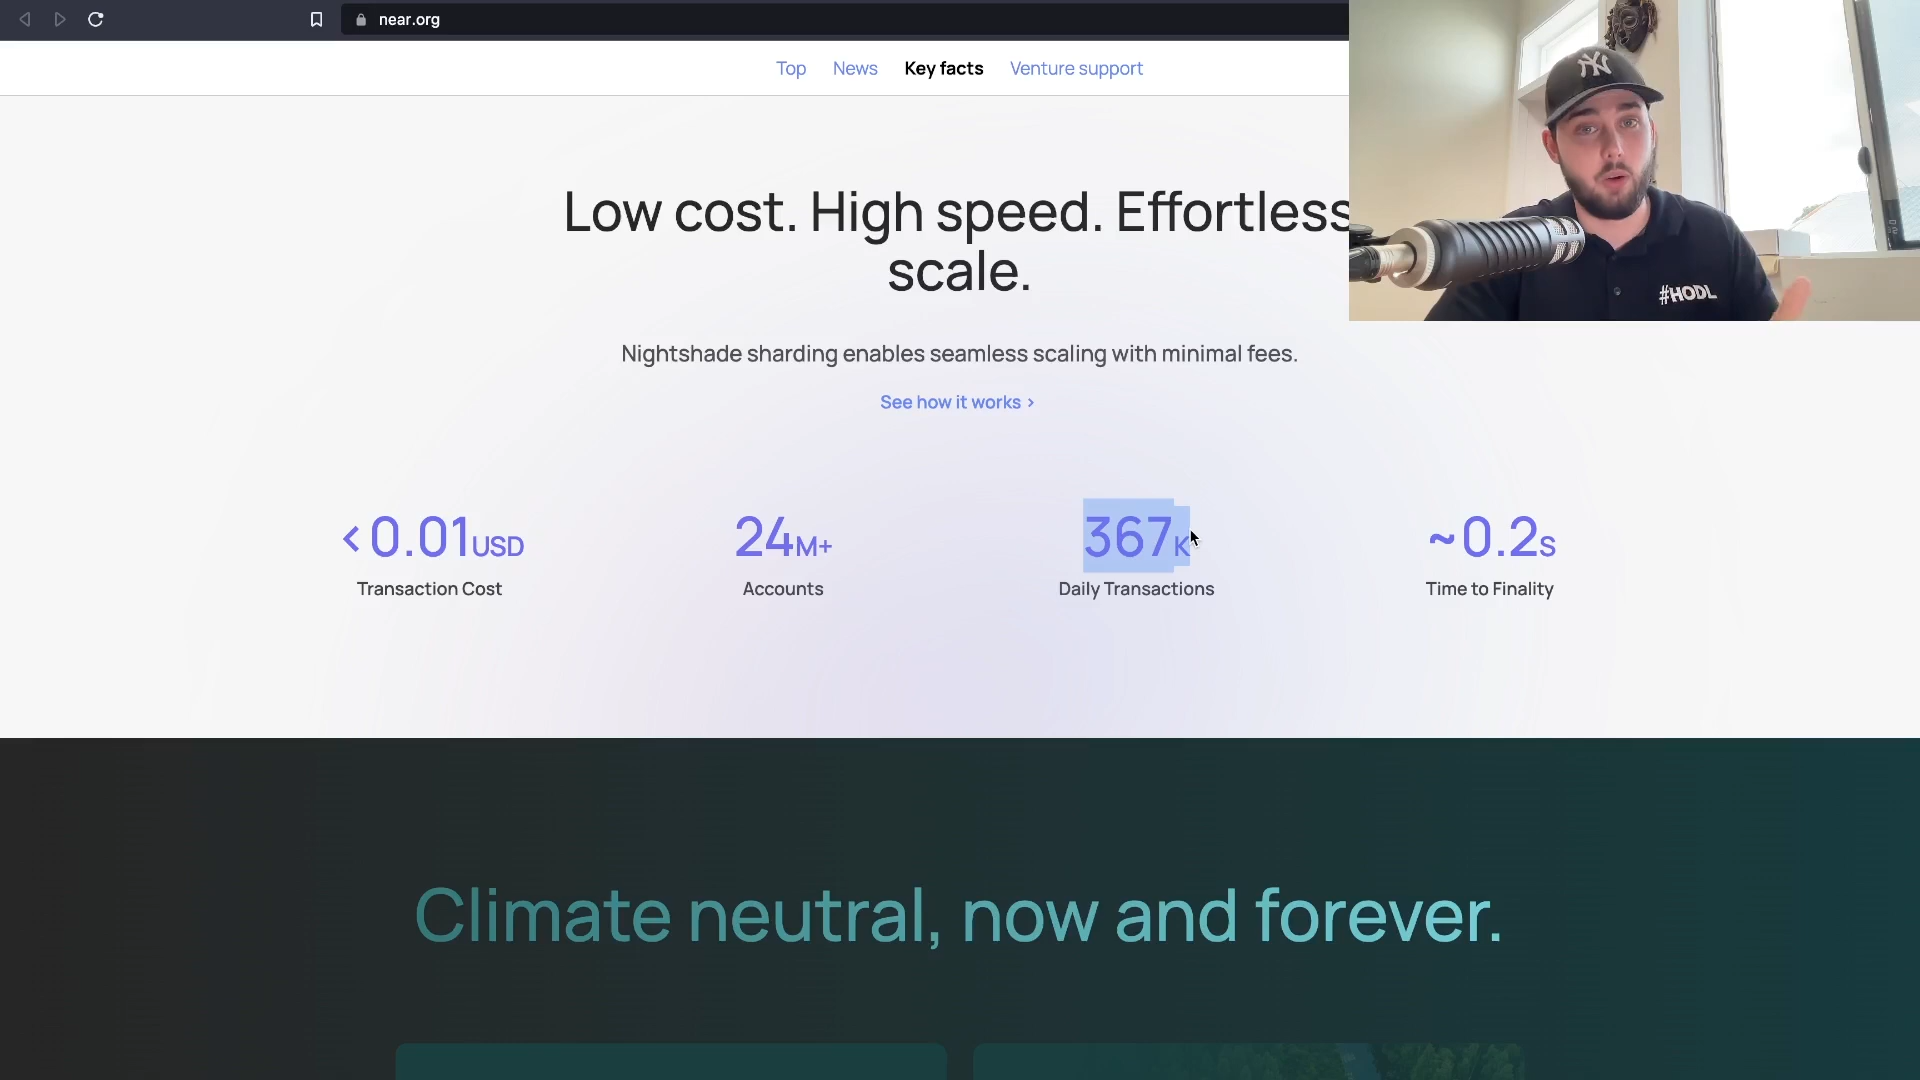 near.org
Top News Key facts Venture support
Low cost. High speed. Effortless
scale.
Nightshade sharding enables seamless scaling with minimal fees.
See how it works >
<0.01USD 24M+ 367K ~0.2S
Transaction Cost Accounts Daily Transactions Time to Finality
Climate neutral, now and forever.
NY
#HODL